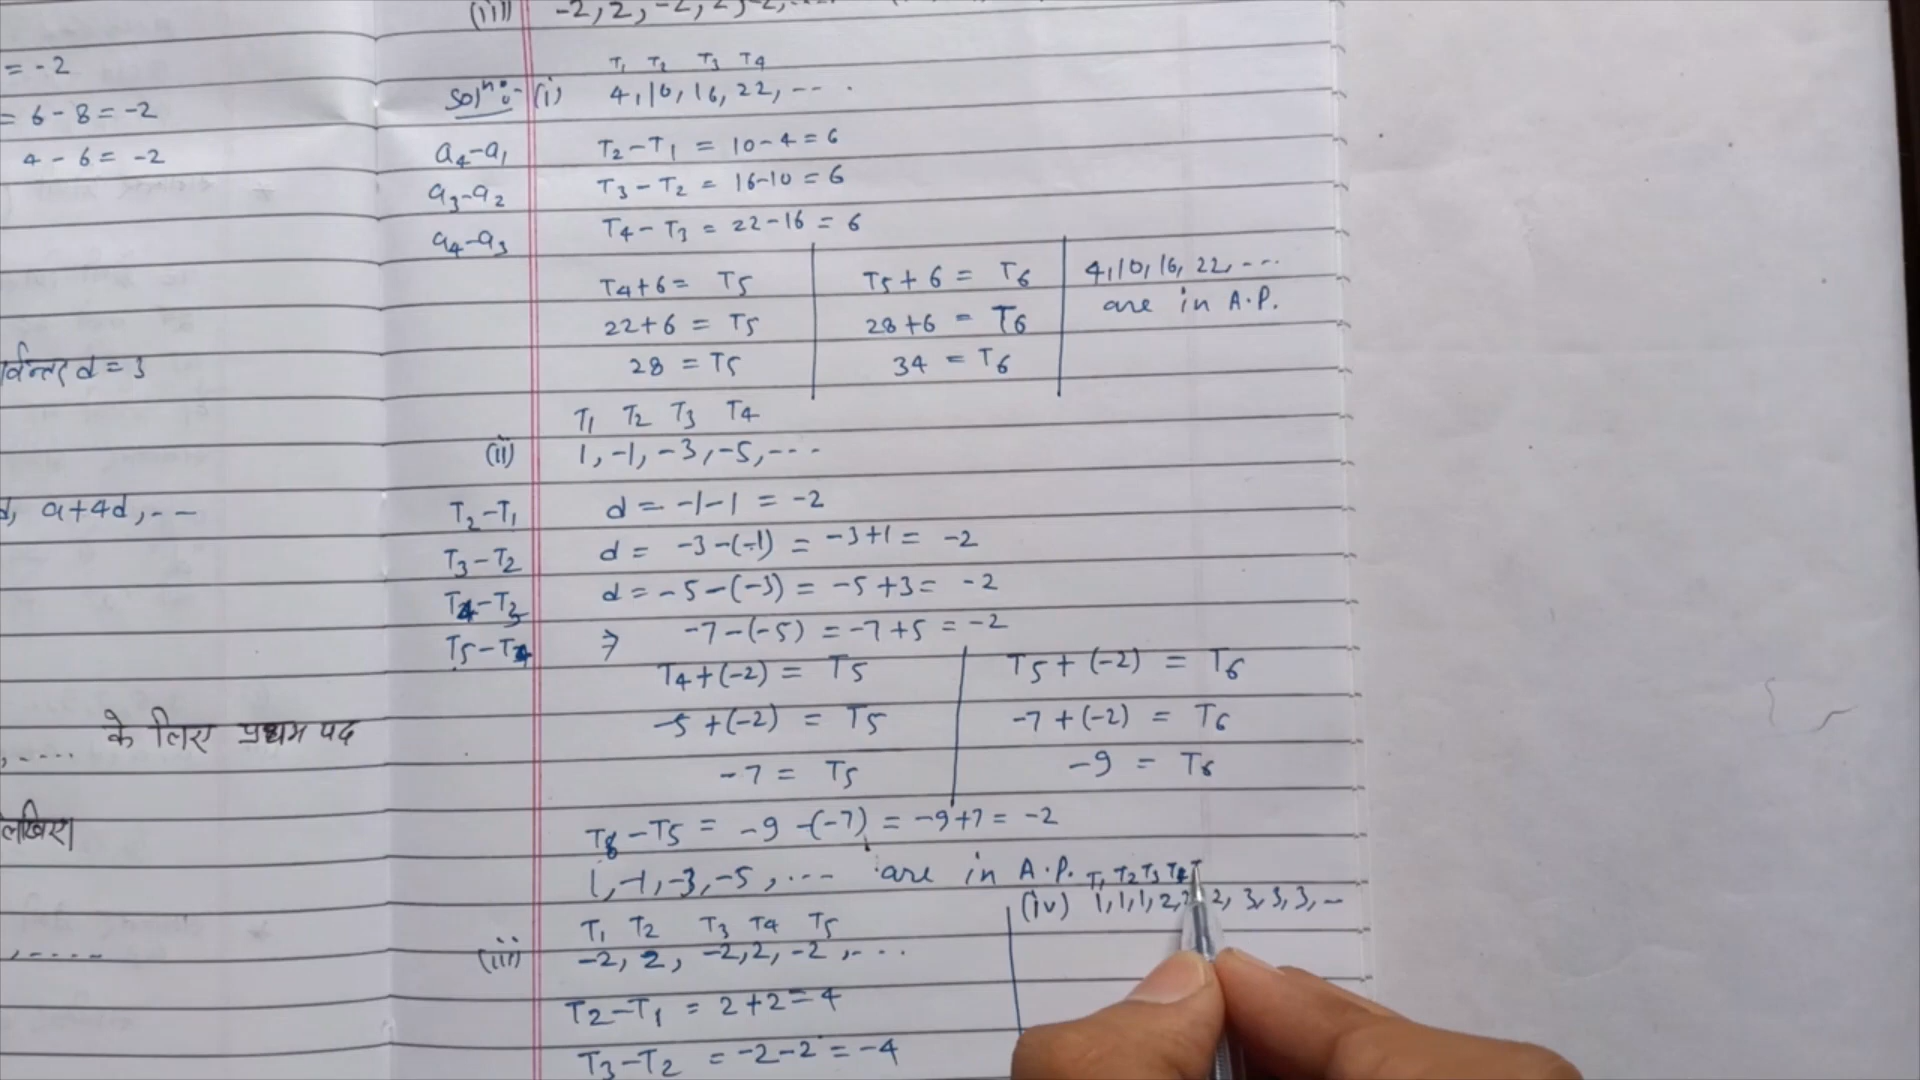 = -2
= 6 - 8 = -2
4 - 6 = -2
d = 3
d, a+4d, - -
, .... के लिए प्रथम पद
लिखिए।
, -----
(iii) -2, 2, -2, 2, -2, ....
T1 T2 T3 T4
Solⁿ:- (i) 4, 10, 16, 22, --- .
a4-a1 T2-T1 = 10-4 = 6
a3-a2 T3-T2 = 16-10 = 6
a4-a3 T4-T3 = 22-16 = 6
T4+6 = T5 T5+6 = T6 4, 10, 16, 22, ---
22+6 = T5 28+6 = T6 are in A.P.
28 = T5 34 = T6
T1 T2 T3 T4
(ii) 1, -1, -3, -5, ---
T2-T1 d = -1-1 = -2
T3-T2 d = -3-(-1) = -3+1 = -2
T4-T3 d = -5-(-3) = -5+3 = -2
T5-T4 ⇒ -7-(-5) = -7+5 = -2
T4+(-2) = T5 T5+(-2) = T6
-5+(-2) = T5 -7+(-2) = T6
-7 = T5 -9 = T6
T6-T5 = -9-(-7) = -9+7 = -2
1, -1, -3, -5, ... are in A.P.
T1 T2 T3 T4 T
(iv) 1, 1, 1, 2, 2, 2, 3, 3, 3, --
T1 T2 T3 T4 T5
(iii) -2, 2, -2, 2, -2, - - .
T2-T1 = 2+2 = 4
T3-T2 = -2-2 = -4